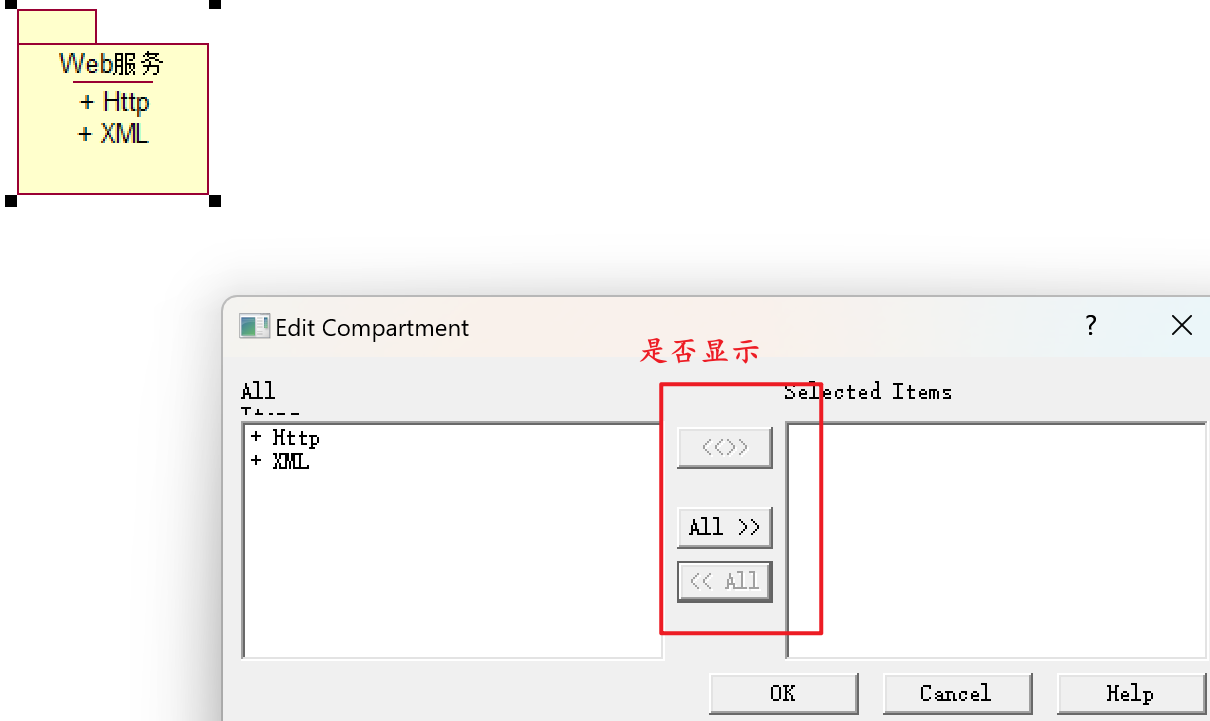 Web服务
+ Http
+ XML
Edit Compartment
?
是否显示
All
Selected Items
+ Http
+ XML
<<>>
All >>
<< All
OK
Cancel
Help